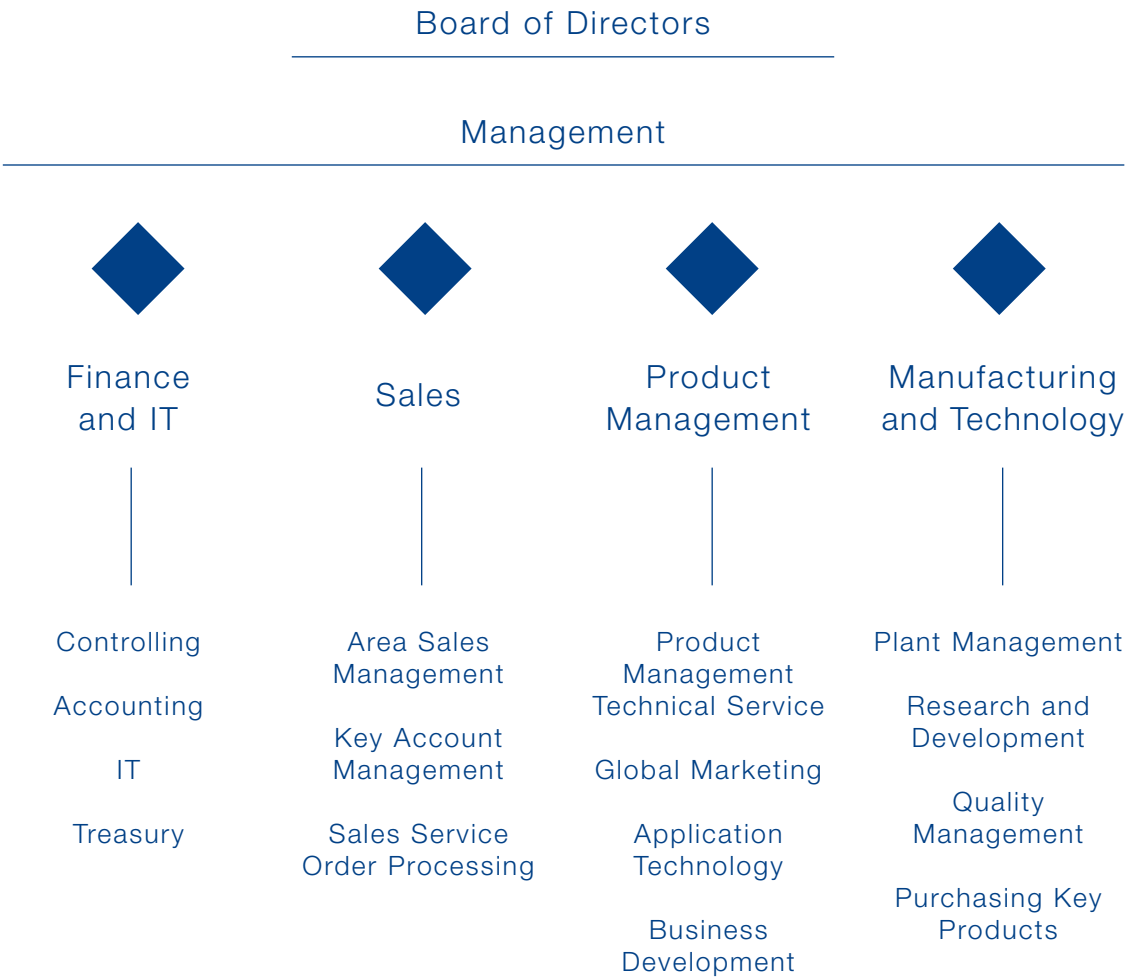 Board of Directors
Management
Finance
and IT
Sales
Product
Management
Manufacturing
and Technology
Controlling
Accounting
IT
Treasury
Area Sales
Management
Key Account
Management
Sales Service
Order Processing
Product
Management
Technical Service
Global Marketing
Application
Technology
Business
Development
Plant Management
Research and
Development
Quality
Management
Purchasing Key
Products